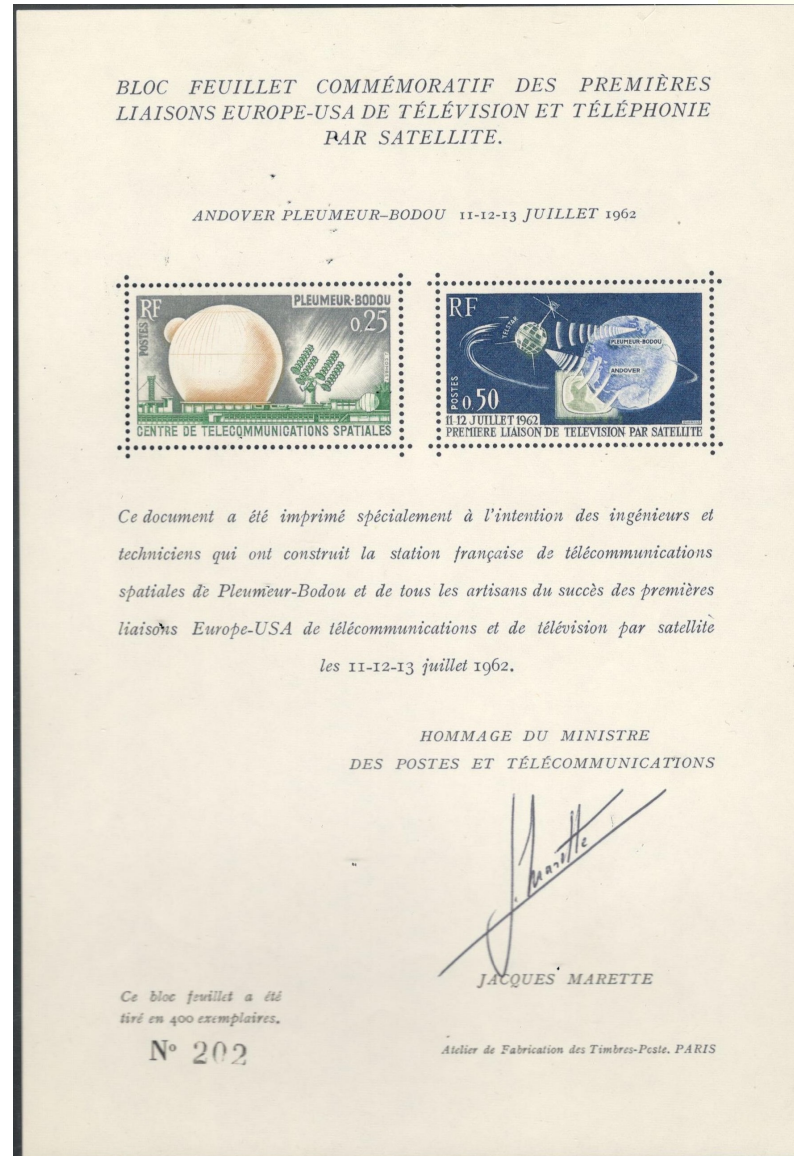 BLOC FEUILLET COMMÉMORATIF DES PREMIÈRES
LIAISONS EUROPE-USA DE TÉLÉVISION ET TÉLÉPHONIE
PAR SATELLITE.
ANDOVER PLEUMEUR–BODOU 11-12-13 JUILLET 1962
RF
PLEUMEUR-BODOU
0,25
POSTES
CENTRE DE TELECOMMUNICATIONS SPATIALES
RF
TELSTAR
PLEUMEUR-BODOU
ANDOVER
POSTES
0,50
11-12 JUILLET 1962
PREMIERE LIAISON DE TELEVISION PAR SATELLITE
Ce document a été imprimé spécialement à l'intention des ingénieurs et
techniciens qui ont construit la station française de télécommunications
spatiales de Pleumeur-Bodou et de tous les artisans du succès des premières
liaisons Europe-USA de télécommunications et de télévision par satellite
les 11-12-13 juillet 1962.
HOMMAGE DU MINISTRE
DES POSTES ET TÉLÉCOMMUNICATIONS
J. Marette
JACQUES MARETTE
Ce bloc feuillet a été
tiré en 400 exemplaires.
Nº 202
Atelier de Fabrication des Timbres-Poste. PARIS